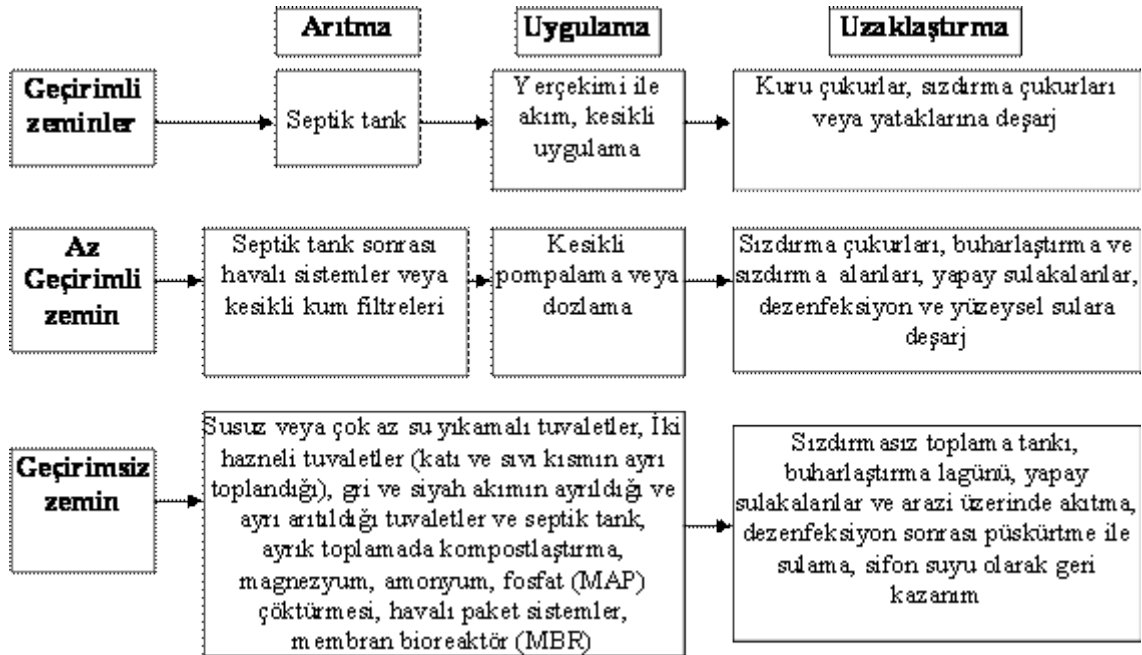 Arıtma
Uygulama
Uzaklaştırma
Geçirimli
zeminler
Septik tank
Yerçekimi ile
akım, kesikli
uygulama
Kuru çukurlar, sızdırma çukurları
veya yataklarına deşarj
Az
Geçirimli
zemin
Septik tank sonrası
havalı sistemler veya
kesikli kum filtreleri
Kesikli
pompalama veya
dozlama
Sızdırma çukurları, buharlaştırma ve
sızdırma alanları, yapay sulakalanlar,
dezenfeksiyon ve yüzeysel sulara
deşarj
Geçirimsiz
zemin
Susuz veya çok az su yıkamalı tuvaletler, İki
hazneli tuvaletler (katı ve sıvı kısmın ayrı
toplandığı), gri ve siyah akımın ayrıldığı ve
ayrı arıtıldığı tuvaletler ve septik tank,
ayrık toplamada kompostlaştırma,
magnezyum, amonyum, fosfat (MAP)
çöktürmesi, havalı paket sistemler,
membran bioreaktör (MBR)
Sızdırmasız toplama tankı,
buharlaştırma lagünü, yapay
sulakalanlar ve arazi üzerinde akıtma,
dezenfeksiyon sonrası püskürtme ile
sulama, sifon suyu olarak geri
kazanım